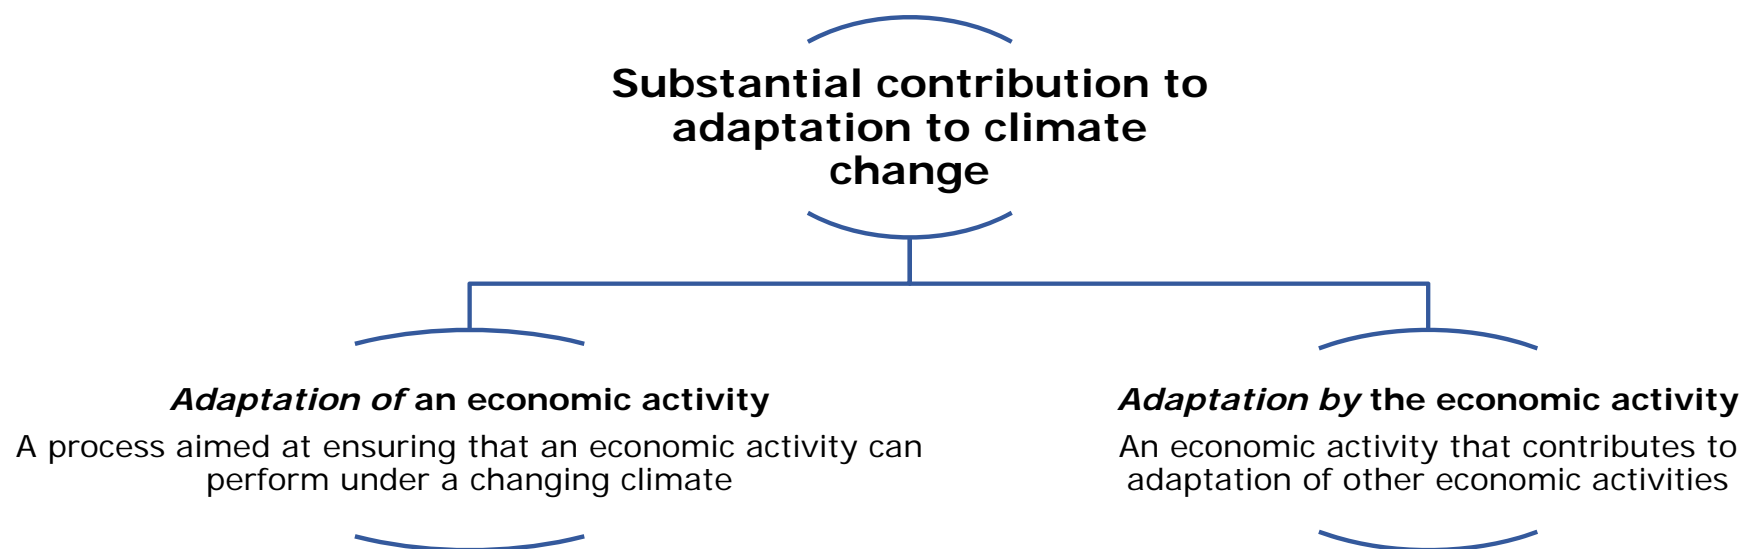 Substantial contribution to
adaptation to climate
change
Adaptation of an economic activity
A process aimed at ensuring that an economic activity can
perform under a changing climate
Adaptation by the economic activity
An economic activity that contributes to
adaptation of other economic activities